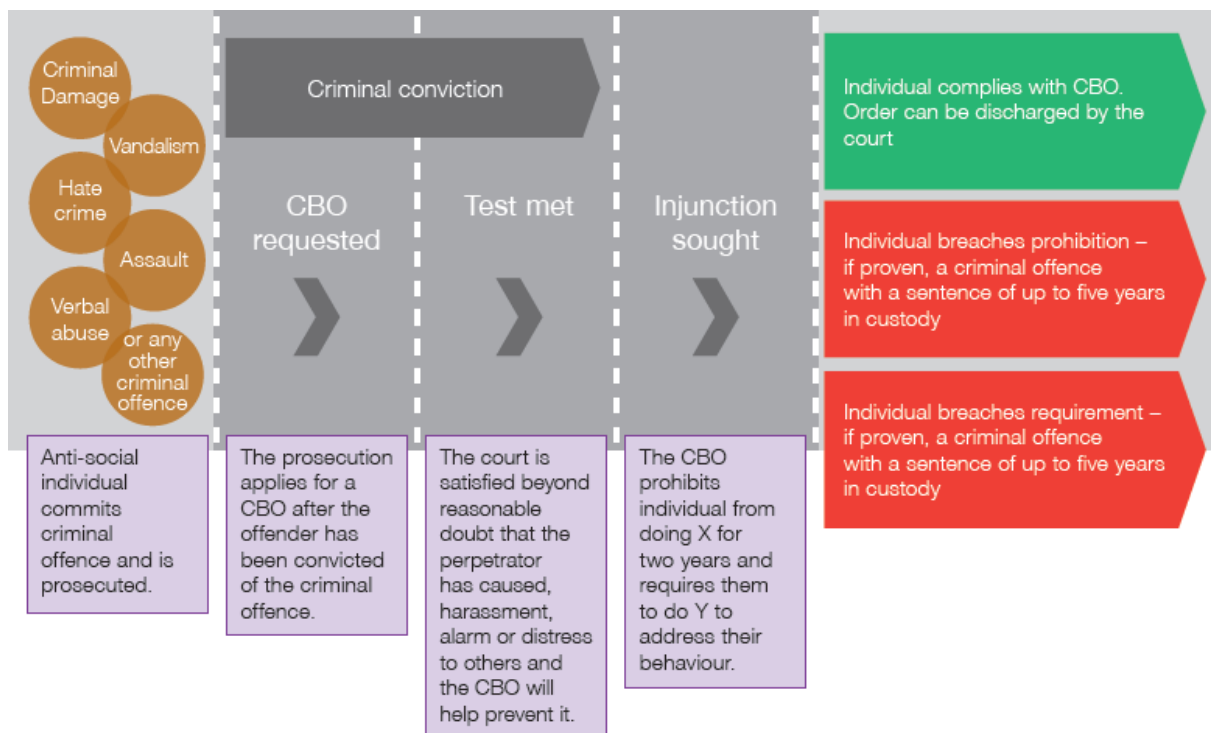 Criminal
Damage
Vandalism
Hate
crime
Assault
Verbal
abuse
or any
other
criminal
offence
Criminal conviction
CBO
requested
Test met
Injunction
sought
Individual complies with CBO.
Order can be discharged by the
court
Individual breaches prohibition –
if proven, a criminal offence
with a sentence of up to five years
in custody
Individual breaches requirement –
if proven, a criminal offence
with a sentence of up to five years
in custody
Anti-social
individual
commits
criminal
offence and is
prosecuted.
The prosecution
applies for a
CBO after the
offender has
been convicted
of the criminal
offence.
The court is
satisfied beyond
reasonable
doubt that the
perpetrator
has caused,
harassment,
alarm or distress
to others and
the CBO will
help prevent it.
The CBO
prohibits
individual from
doing X for
two years and
requires them
to do Y to
address their
behaviour.